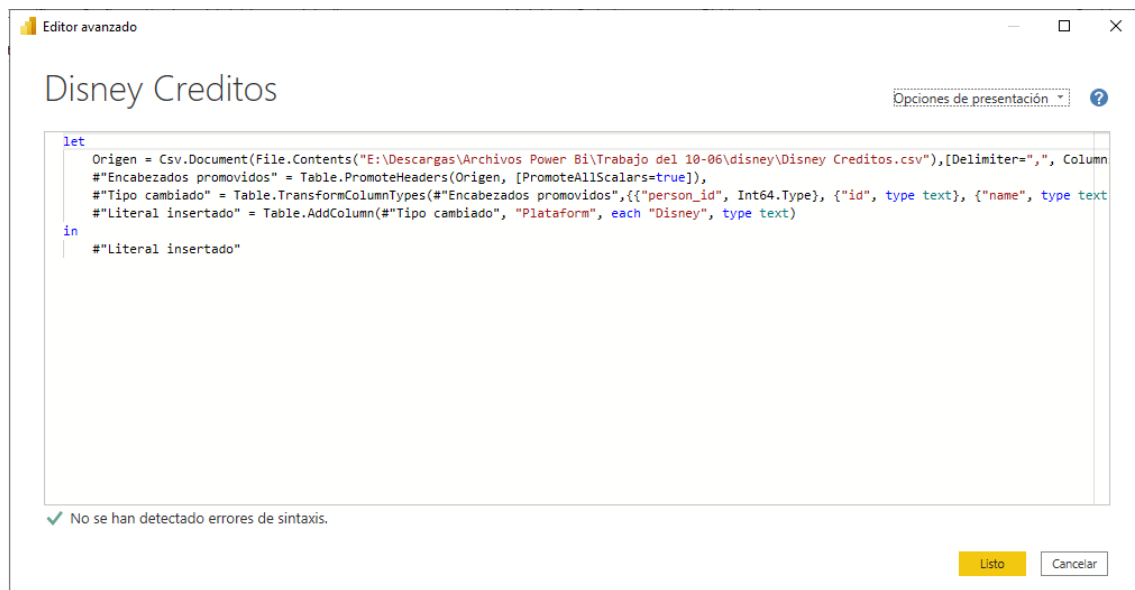 Editor avanzado
Disney Creditos
Opciones de presentación
?
let
Origen = Csv.Document(File.Contents("E:\Descargas\Archivos Power Bi\Trabajo del 10-06\disney\Disney Creditos.csv"),[Delimiter=",", Column
#"Encabezados promovidos" = Table.PromoteHeaders(Origen, [PromoteAllScalars=true]),
#"Tipo cambiado" = Table.TransformColumnTypes(#"Encabezados promovidos",{{"person_id", Int64.Type}, {"id", type text}, {"name", type text
#"Literal insertado" = Table.AddColumn(#"Tipo cambiado", "Plataform", each "Disney", type text)
in
#"Literal insertado"
No se han detectado errores de sintaxis.
Listo
Cancelar